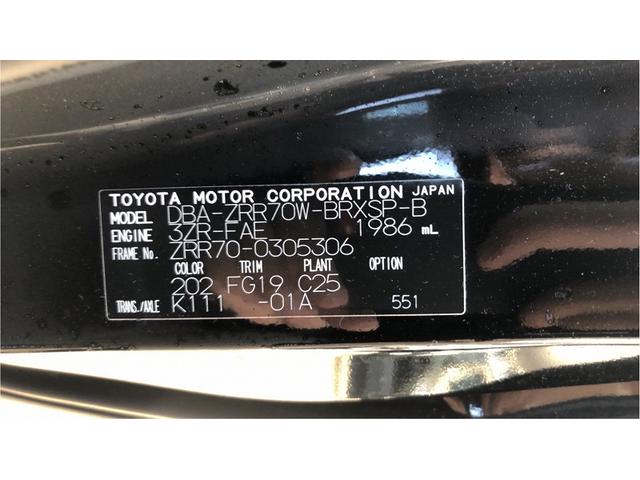 TOYOTA MOTOR CORPORATION JAPAN
MODEL DBA-ZRR70W-BRXSP-B
ENGINE 3ZR-FAE 1986 mL
FRAME No. ZRR70-0305306
COLOR TRIM PLANT OPTION
202 FG19 C25
TRANS./AXLE K111 -01A 551